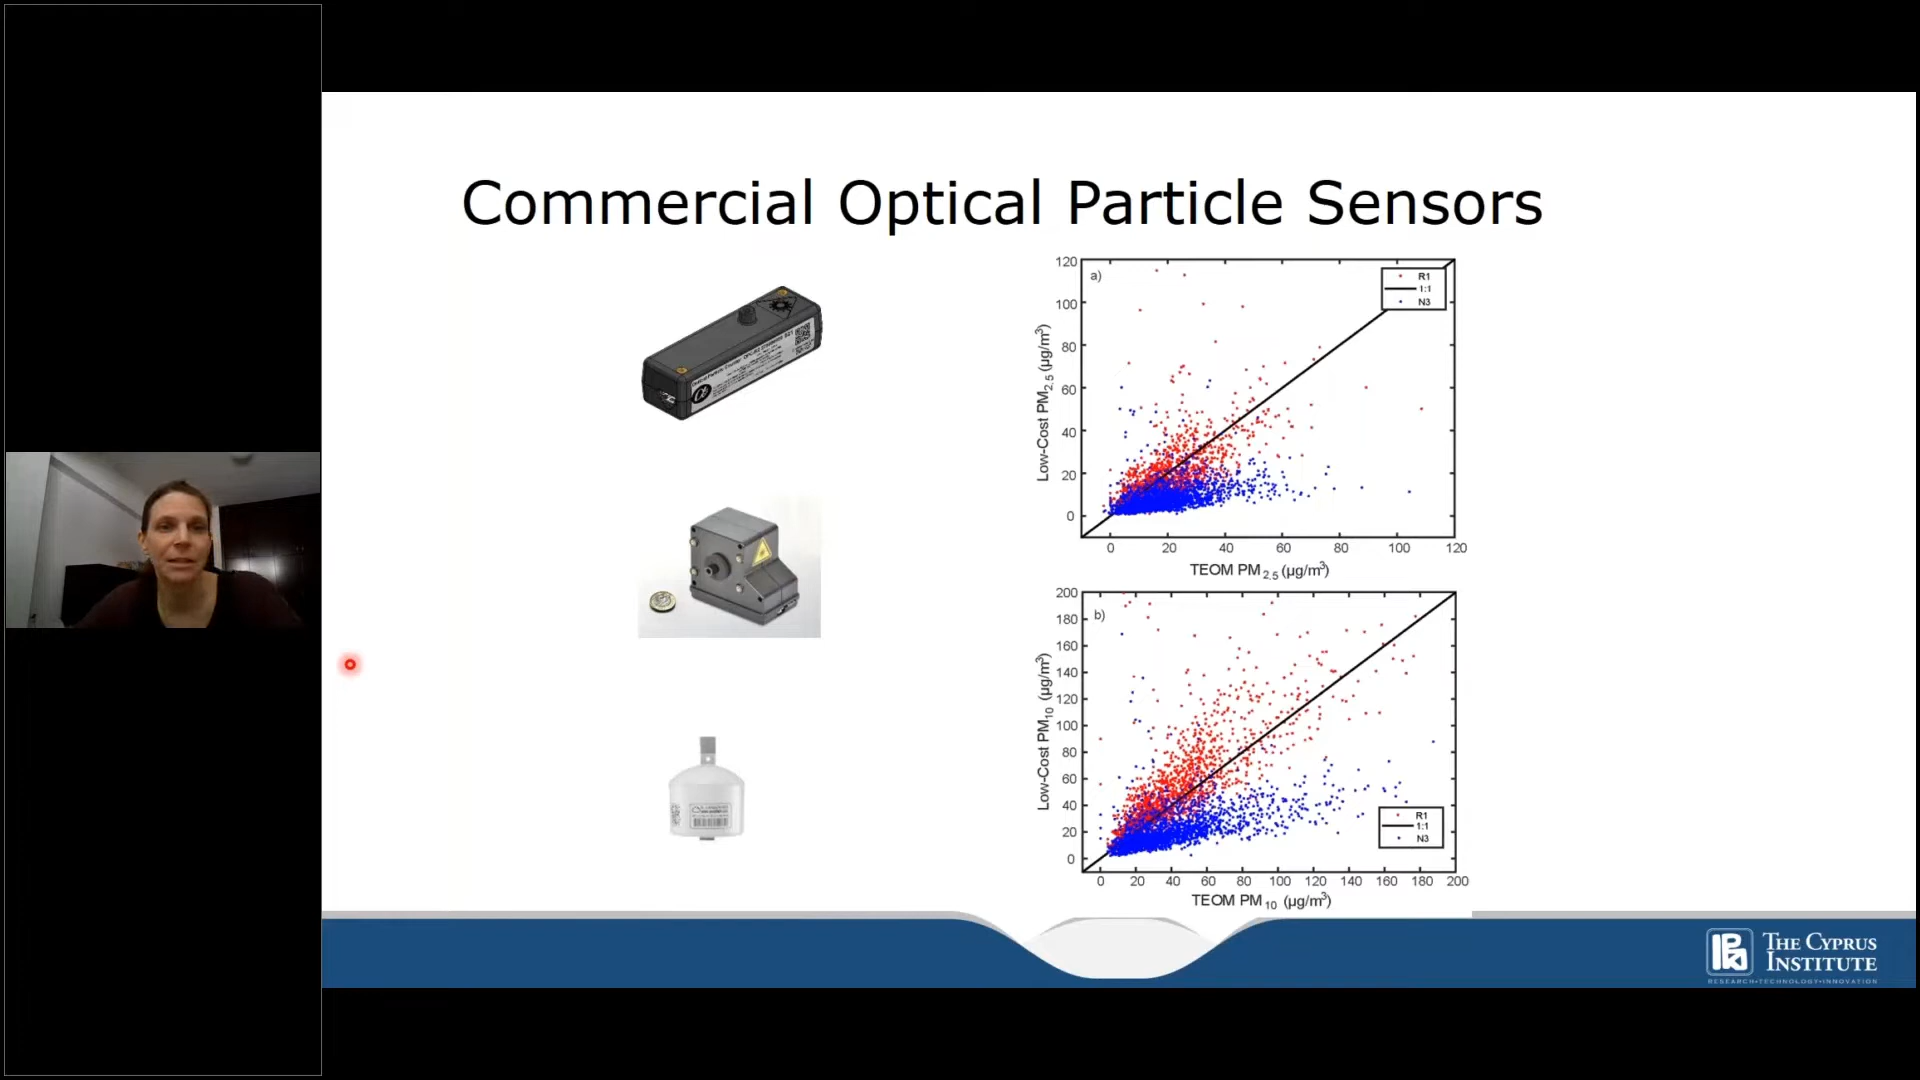 Commercial Optical Particle Sensors
a)
R1
1:1
N3
120
100
80
60
40
20
0
Low-Cost PM2.5 (µg/m³)
0 20 40 60 80 100 120
TEOM PM2.5 (µg/m³)
b)
200
180
160
140
120
100
80
60
40
20
0
Low-Cost PM10 (µg/m³)
R1
1:1
N3
0 20 40 60 80 100 120 140 160 180 200
TEOM PM10 (µg/m³)
THE CYPRUS
INSTITUTE
RESEARCH•TECHNOLOGY•INNOVATION